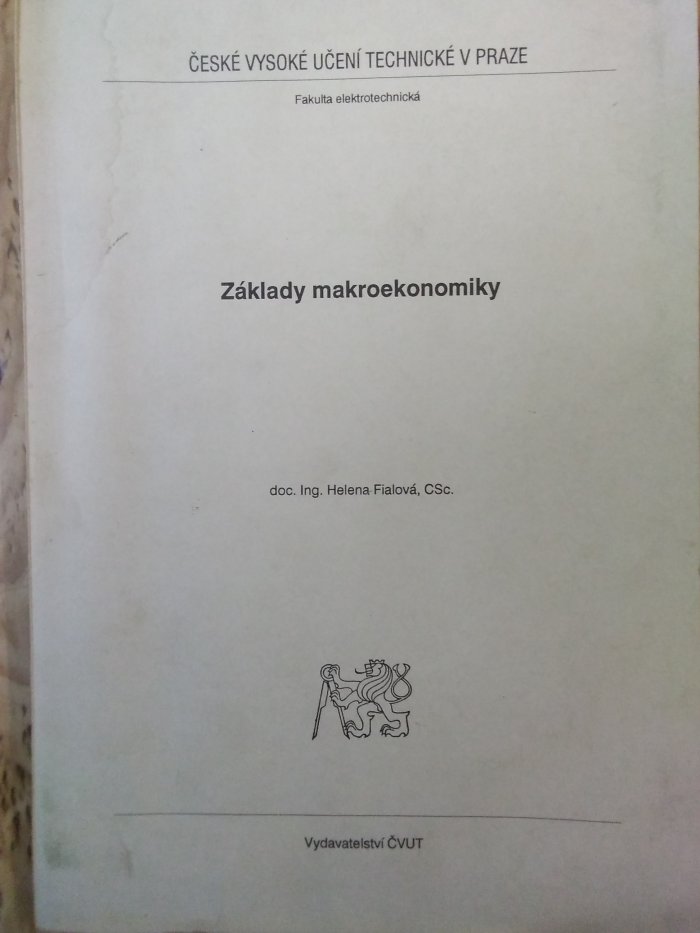 ČESKÉ VYSOKÉ UČENÍ TECHNICKÉ V PRAZE
Fakulta elektrotechnická
Základy makroekonomiky
doc. Ing. Helena Fialová, CSc.
Vydavatelství ČVUT